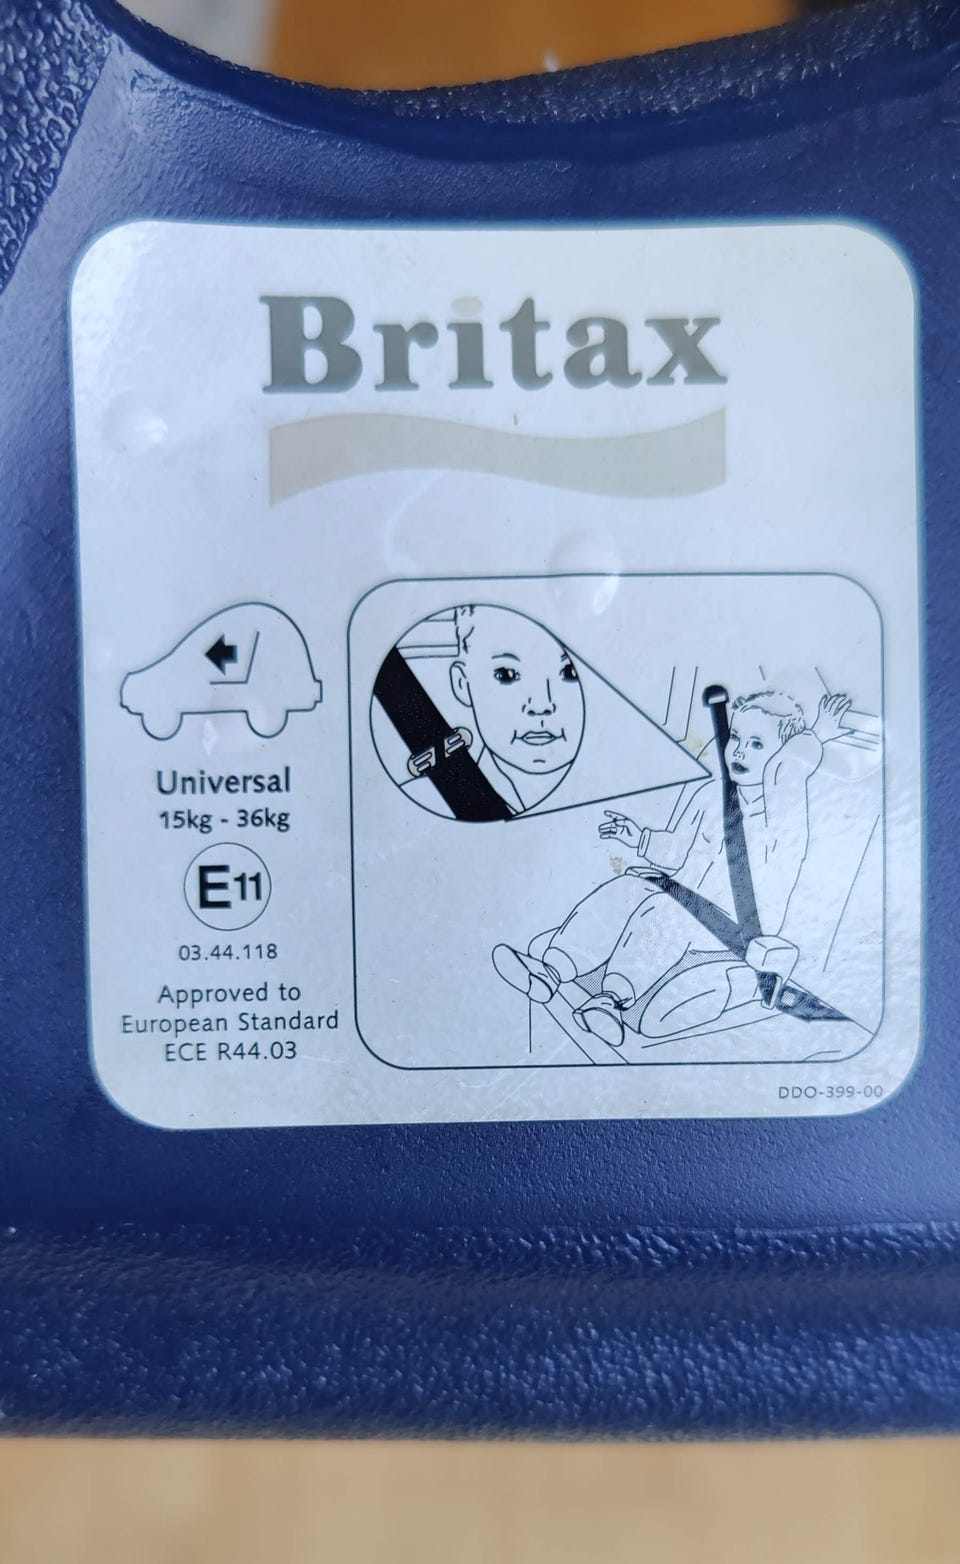 Britax
Universal
15kg - 36kg
E11
03.44.118
Approved to
European Standard
ECE R44.03
DDO-399-00